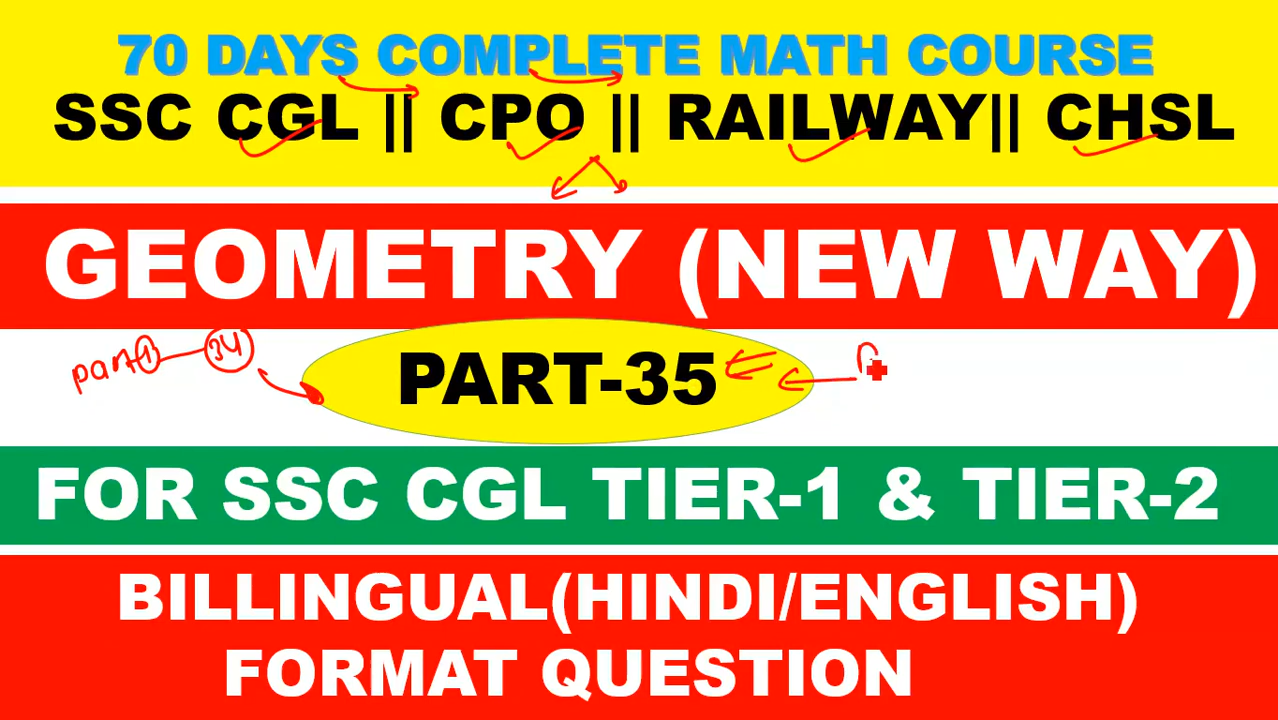 70 DAYS COMPLETE MATH COURSE
SSC CGL || CPO || RAILWAY|| CHSL
GEOMETRY (NEW WAY)
part 1 34
PART-35
FOR SSC CGL TIER-1 & TIER-2
BILLINGUAL(HINDI/ENGLISH)
FORMAT QUESTION